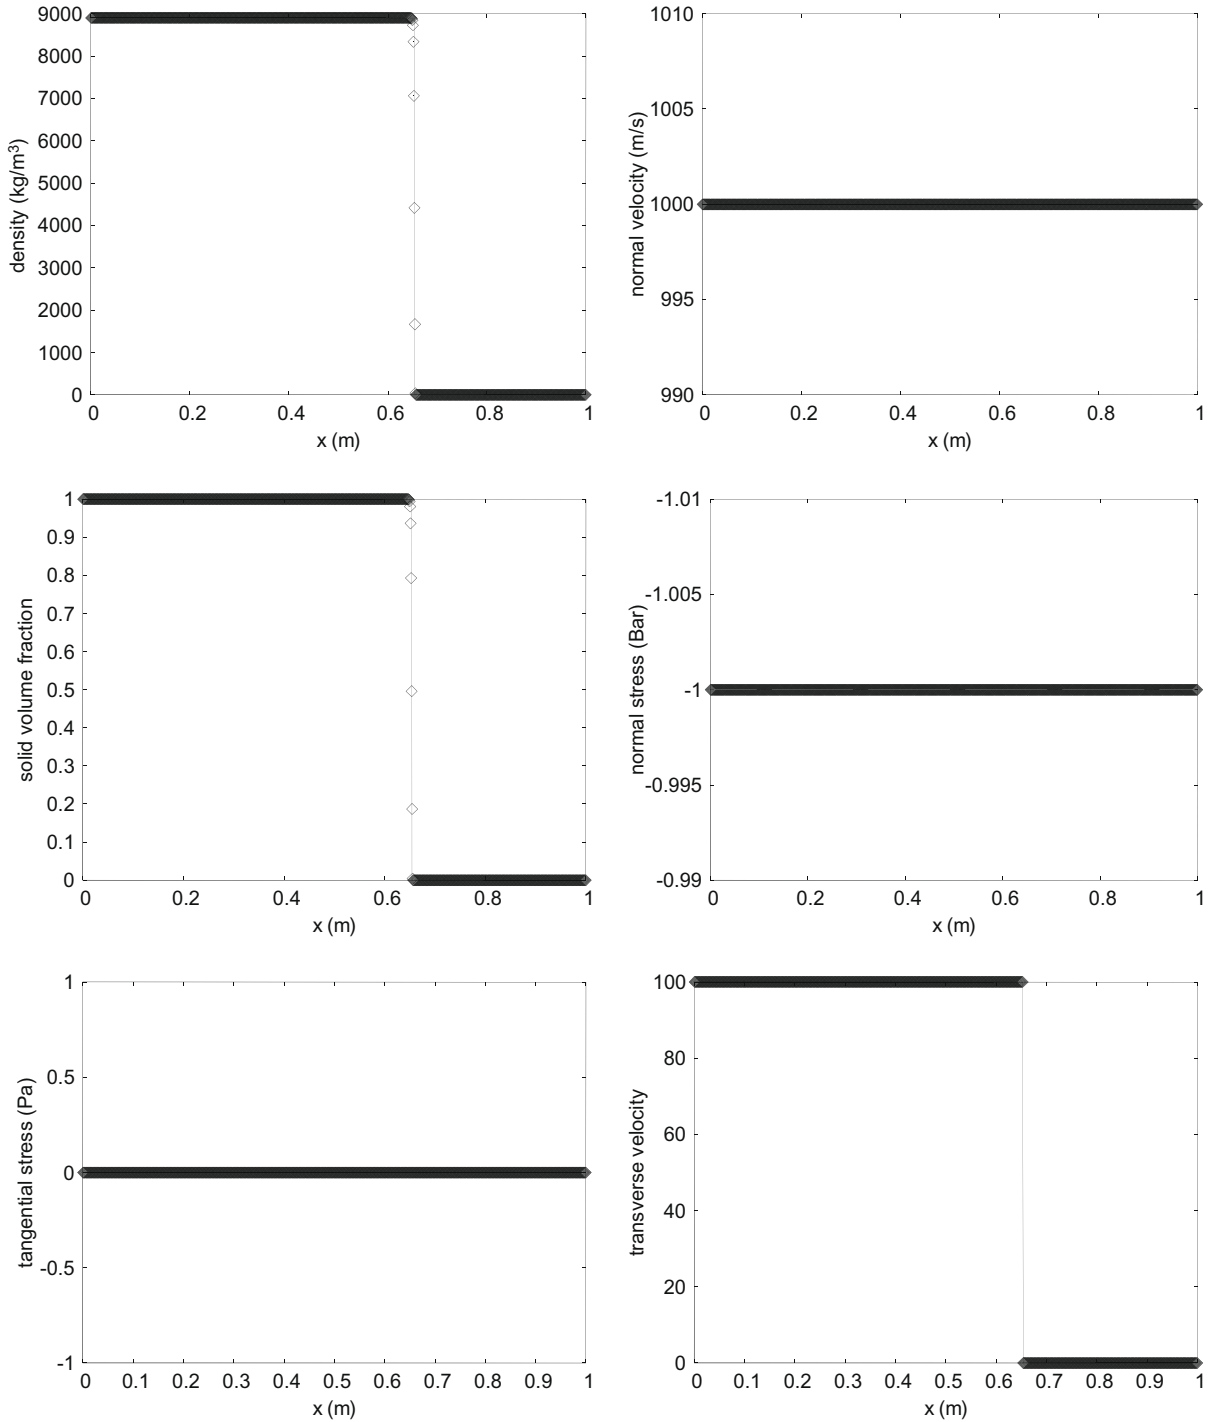 9000
8000
7000
6000
5000
4000
3000
2000
1000
0
density (kg/m³)
0 0.2 0.4 0.6 0.8 1
x (m)
1010
1005
1000
995
990
normal velocity (m/s)
0 0.2 0.4 0.6 0.8 1
x (m)
1
0.9
0.8
0.7
0.6
0.5
0.4
0.3
0.2
0.1
0
solid volume fraction
0 0.2 0.4 0.6 0.8 1
x (m)
-1.01
-1.005
-1
-0.995
-0.99
normal stress (Bar)
0 0.2 0.4 0.6 0.8 1
x (m)
1
0.5
0
-0.5
-1
tangential stress (Pa)
0 0.1 0.2 0.3 0.4 0.5 0.6 0.7 0.8 0.9 1
x (m)
100
80
60
40
20
0
transverse velocity
0 0.1 0.2 0.3 0.4 0.5 0.6 0.7 0.8 0.9 1
x (m)